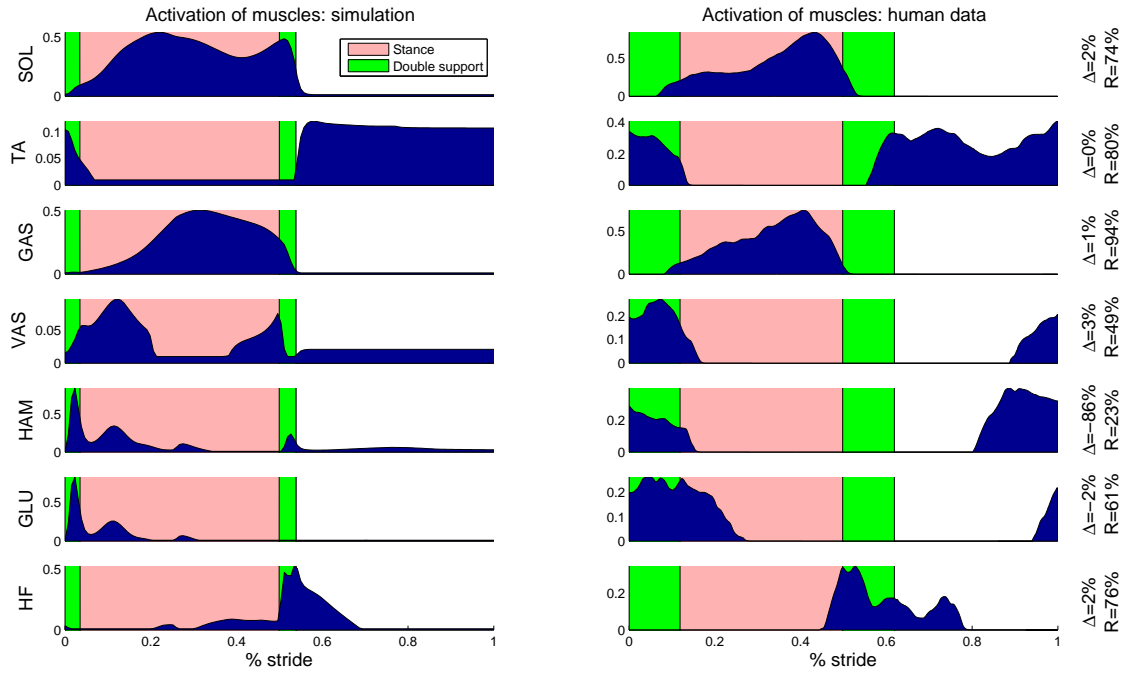 Activation of muscles: simulation
Activation of muscles: human data
Stance
Double support
SOL
0.5
0
0.5
0
Δ=2%
R=74%
TA
0.1
0.05
0
0.4
0.2
0
Δ=0%
R=80%
GAS
0.5
0
0.5
0
Δ=1%
R=94%
VAS
0.05
0
0.2
0.1
0
Δ=3%
R=49%
HAM
0.5
0
0.2
0
Δ=−86%
R=23%
GLU
0.5
0
0.2
0.1
0
Δ=−2%
R=61%
HF
0.5
0
0.2
0
Δ=2%
R=76%
0 0.2 0.4 0.6 0.8 1
0 0.2 0.4 0.6 0.8 1
% stride
% stride